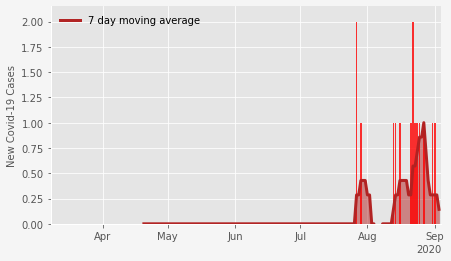 7 day moving average
New Covid-19 Cases
2.00
1.75
1.50
1.25
1.00
0.75
0.50
0.25
0.00
Apr
May
Jun
Jul
Aug
Sep
2020